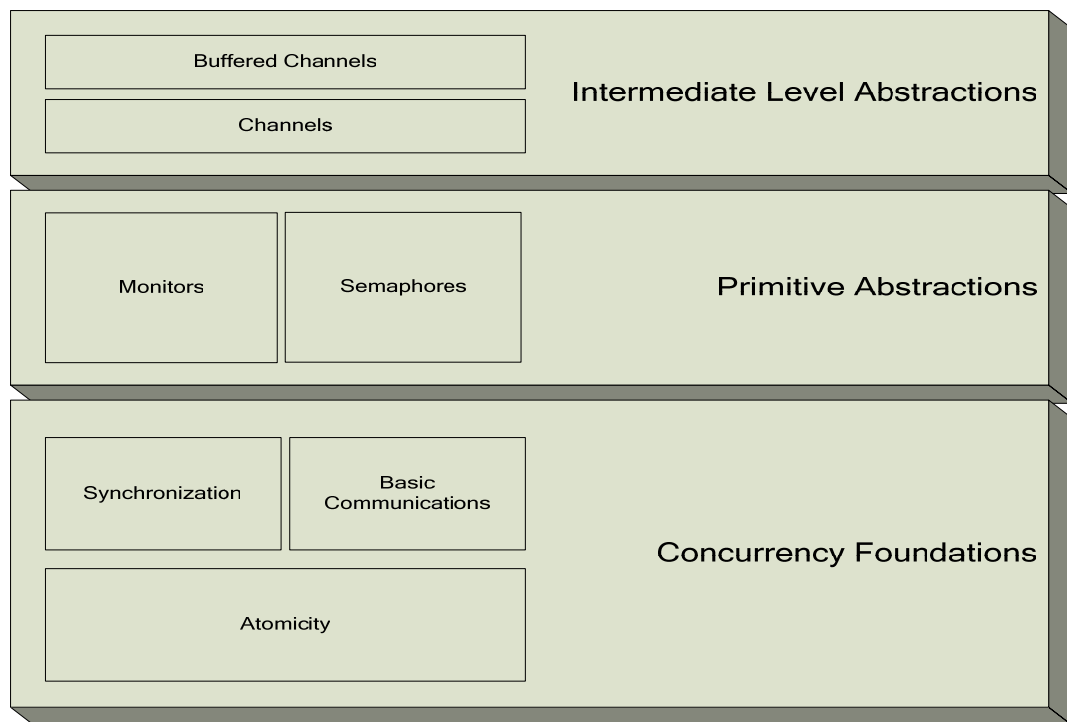 Buffered Channels
Intermediate Level Abstractions
Channels
Monitors
Semaphores
Primitive Abstractions
Synchronization
Basic
Communications
Concurrency Foundations
Atomicity